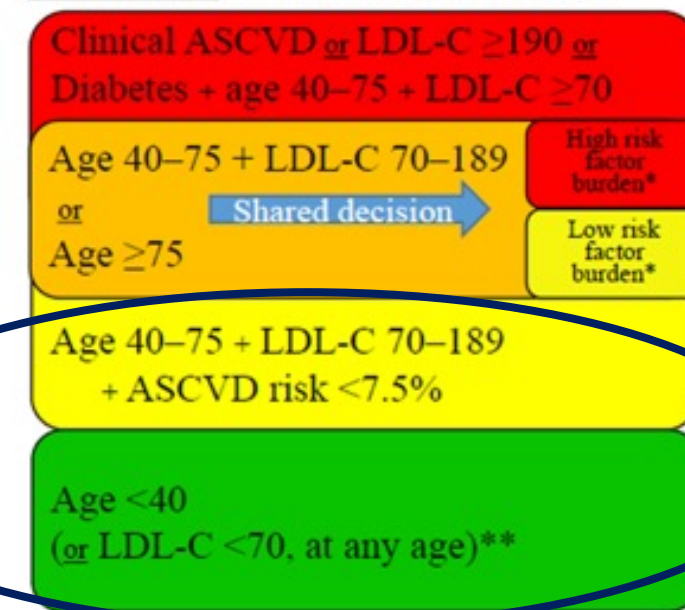 Clinical ASCVD or LDL-C ≥190 or
Diabetes + age 40–75 + LDL-C ≥70
Age 40–75 + LDL-C 70–189
or
Age ≥75
Shared decision
High risk
factor
burden*
Low risk
factor
burden*
Age 40–75 + LDL-C 70–189
+ ASCVD risk <7.5%
Age <40
(or LDL-C <70, at any age)**